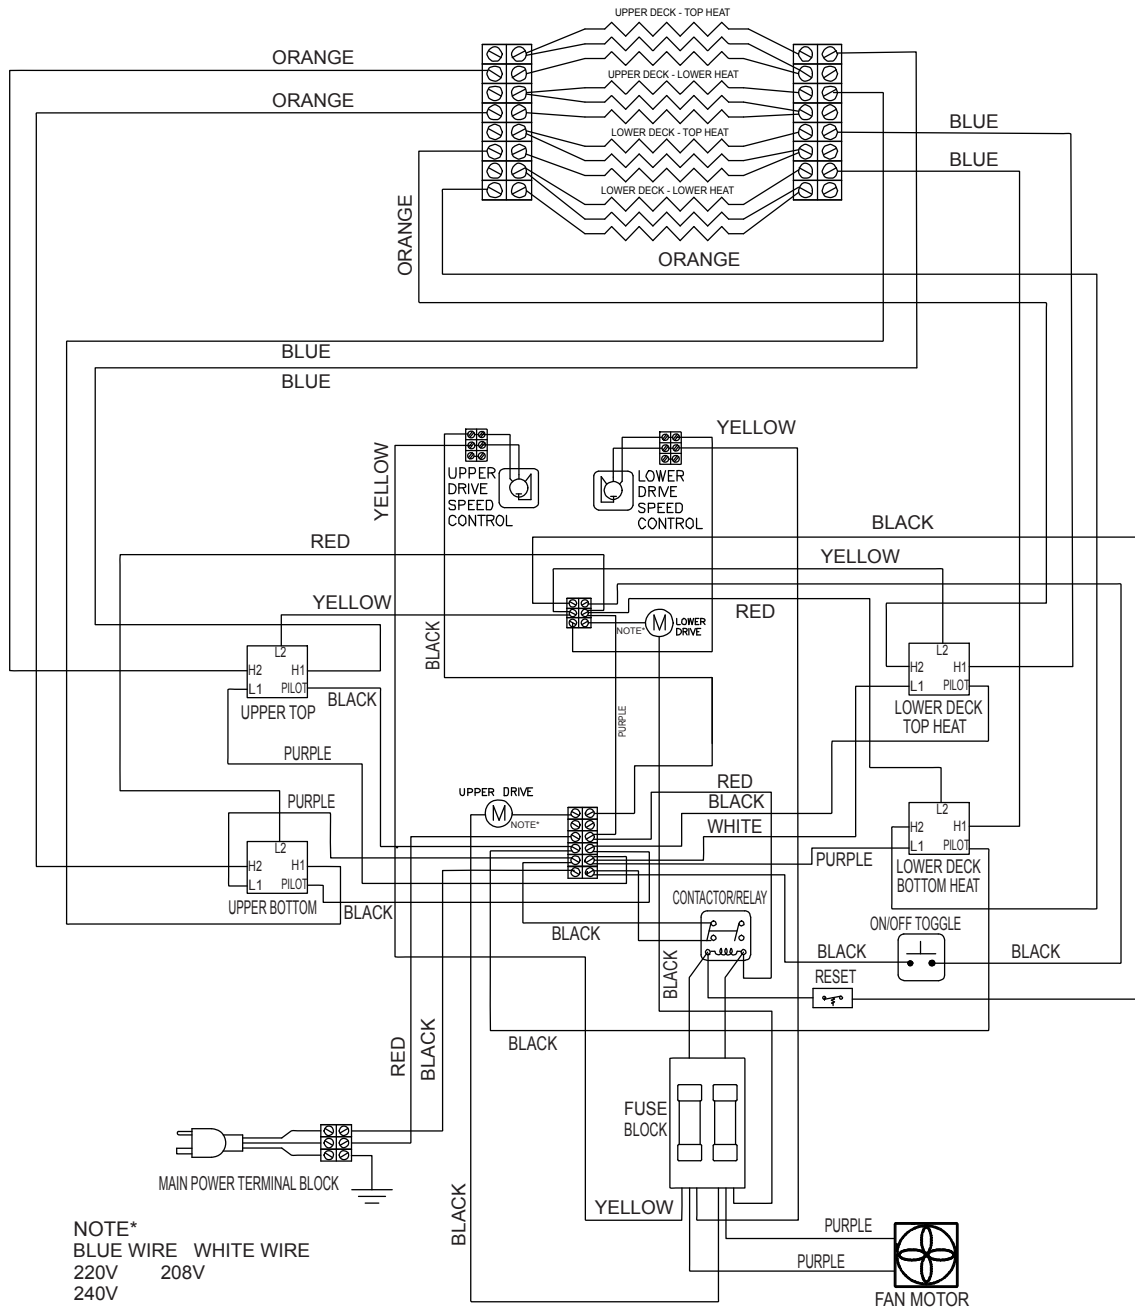 UPPER DECK - TOP HEAT
ORANGE
UPPER DECK - LOWER HEAT
ORANGE
BLUE
LOWER DECK - TOP HEAT
BLUE
LOWER DECK - LOWER HEAT
ORANGE
ORANGE
BLUE
BLUE
YELLOW
YELLOW
UPPER
DRIVE
SPEED
CONTROL
LOWER
DRIVE
SPEED
CONTROL
BLACK
RED
YELLOW
YELLOW
RED
BLACK
NOTE*
M
LOWER
DRIVE
L2
H2 H1
L1 PILOT
UPPER TOP
BLACK
PURPLE
L2
H2 H1
L1 PILOT
LOWER DECK
TOP HEAT
PURPLE
RED
BLACK
WHITE
UPPER DRIVE
M
NOTE*
PURPLE
L2
H2 H1
L1 PILOT
UPPER BOTTOM
BLACK
L2
H2 H1
L1 PILOT
LOWER DECK
BOTTOM HEAT
PURPLE
CONTACTOR/RELAY
BLACK
BLACK
ON/OFF TOGGLE
BLACK
BLACK
RESET
BLACK
RED
BLACK
FUSE
BLOCK
MAIN POWER TERMINAL BLOCK
BLACK
YELLOW
PURPLE
PURPLE
FAN MOTOR
NOTE*
BLUE WIRE WHITE WIRE
220V 208V
240V